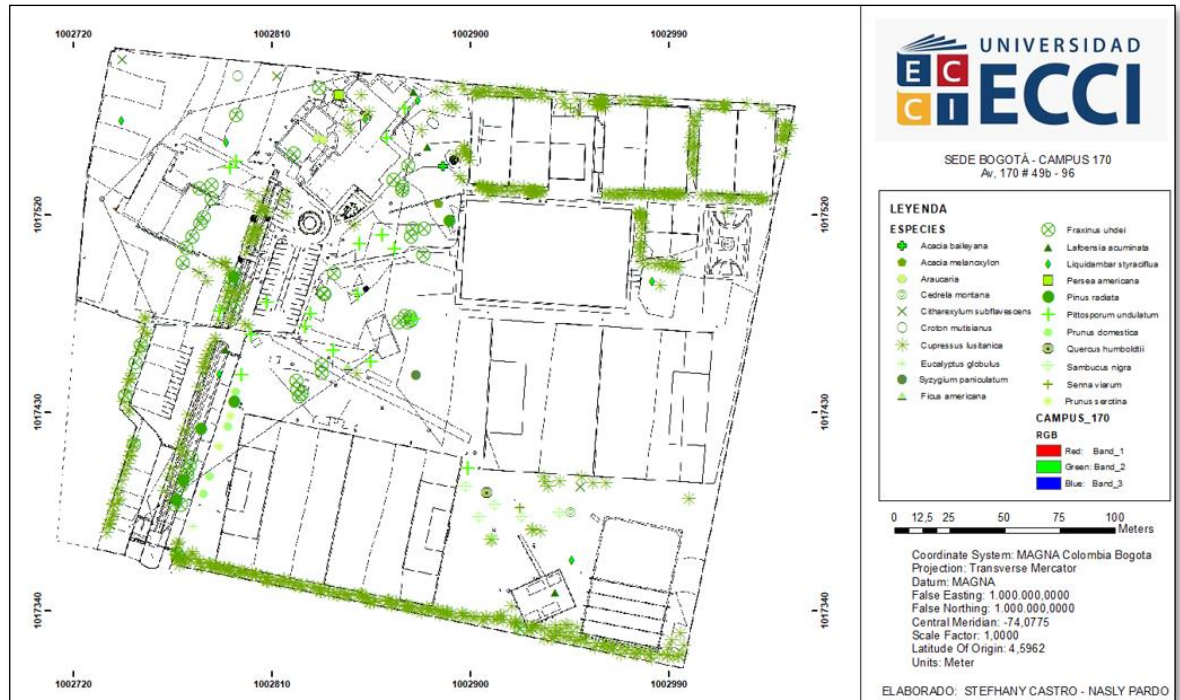 1002720
1002810
1002900
1002990
1017520
1017520
1017430
1017430
1017340
1017340
1002720
1002810
1002900
1002990
E C
C I
UNIVERSIDAD
ECCI
SEDE BOGOTÁ - CAMPUS 170
Av, 170 # 49b - 96
LEYENDA
ESPECIES
Acacia baileyana
Acacia melanoxylon
Araucaria
Cedrela montana
Citharexylum subflavescens
Croton mutisianus
Cupressus lusitanica
Eucalyptus globulus
Syzygium paniculatum
Ficus americana
Fraxinus uhdei
Lafoensia acuminata
Liquidambar styraciflua
Persea americana
Pinus radiata
Pittosporum undulatum
Prunus domestica
Quercus humboldtii
Sambucus nigra
Senna viarum
Prunus serotina
CAMPUS_170
RGB
Red: Band_1
Green: Band_2
Blue: Band_3
0 12,5 25 50 75 100
Meters
Coordinate System: MAGNA Colombia Bogota
Projection: Transverse Mercator
Datum: MAGNA
False Easting: 1.000.000,0000
False Northing: 1.000.000,0000
Central Meridian: -74,0775
Scale Factor: 1,0000
Latitude Of Origin: 4,5962
Units: Meter
ELABORADO: STEFHANY CASTRO - NASLY PARDO